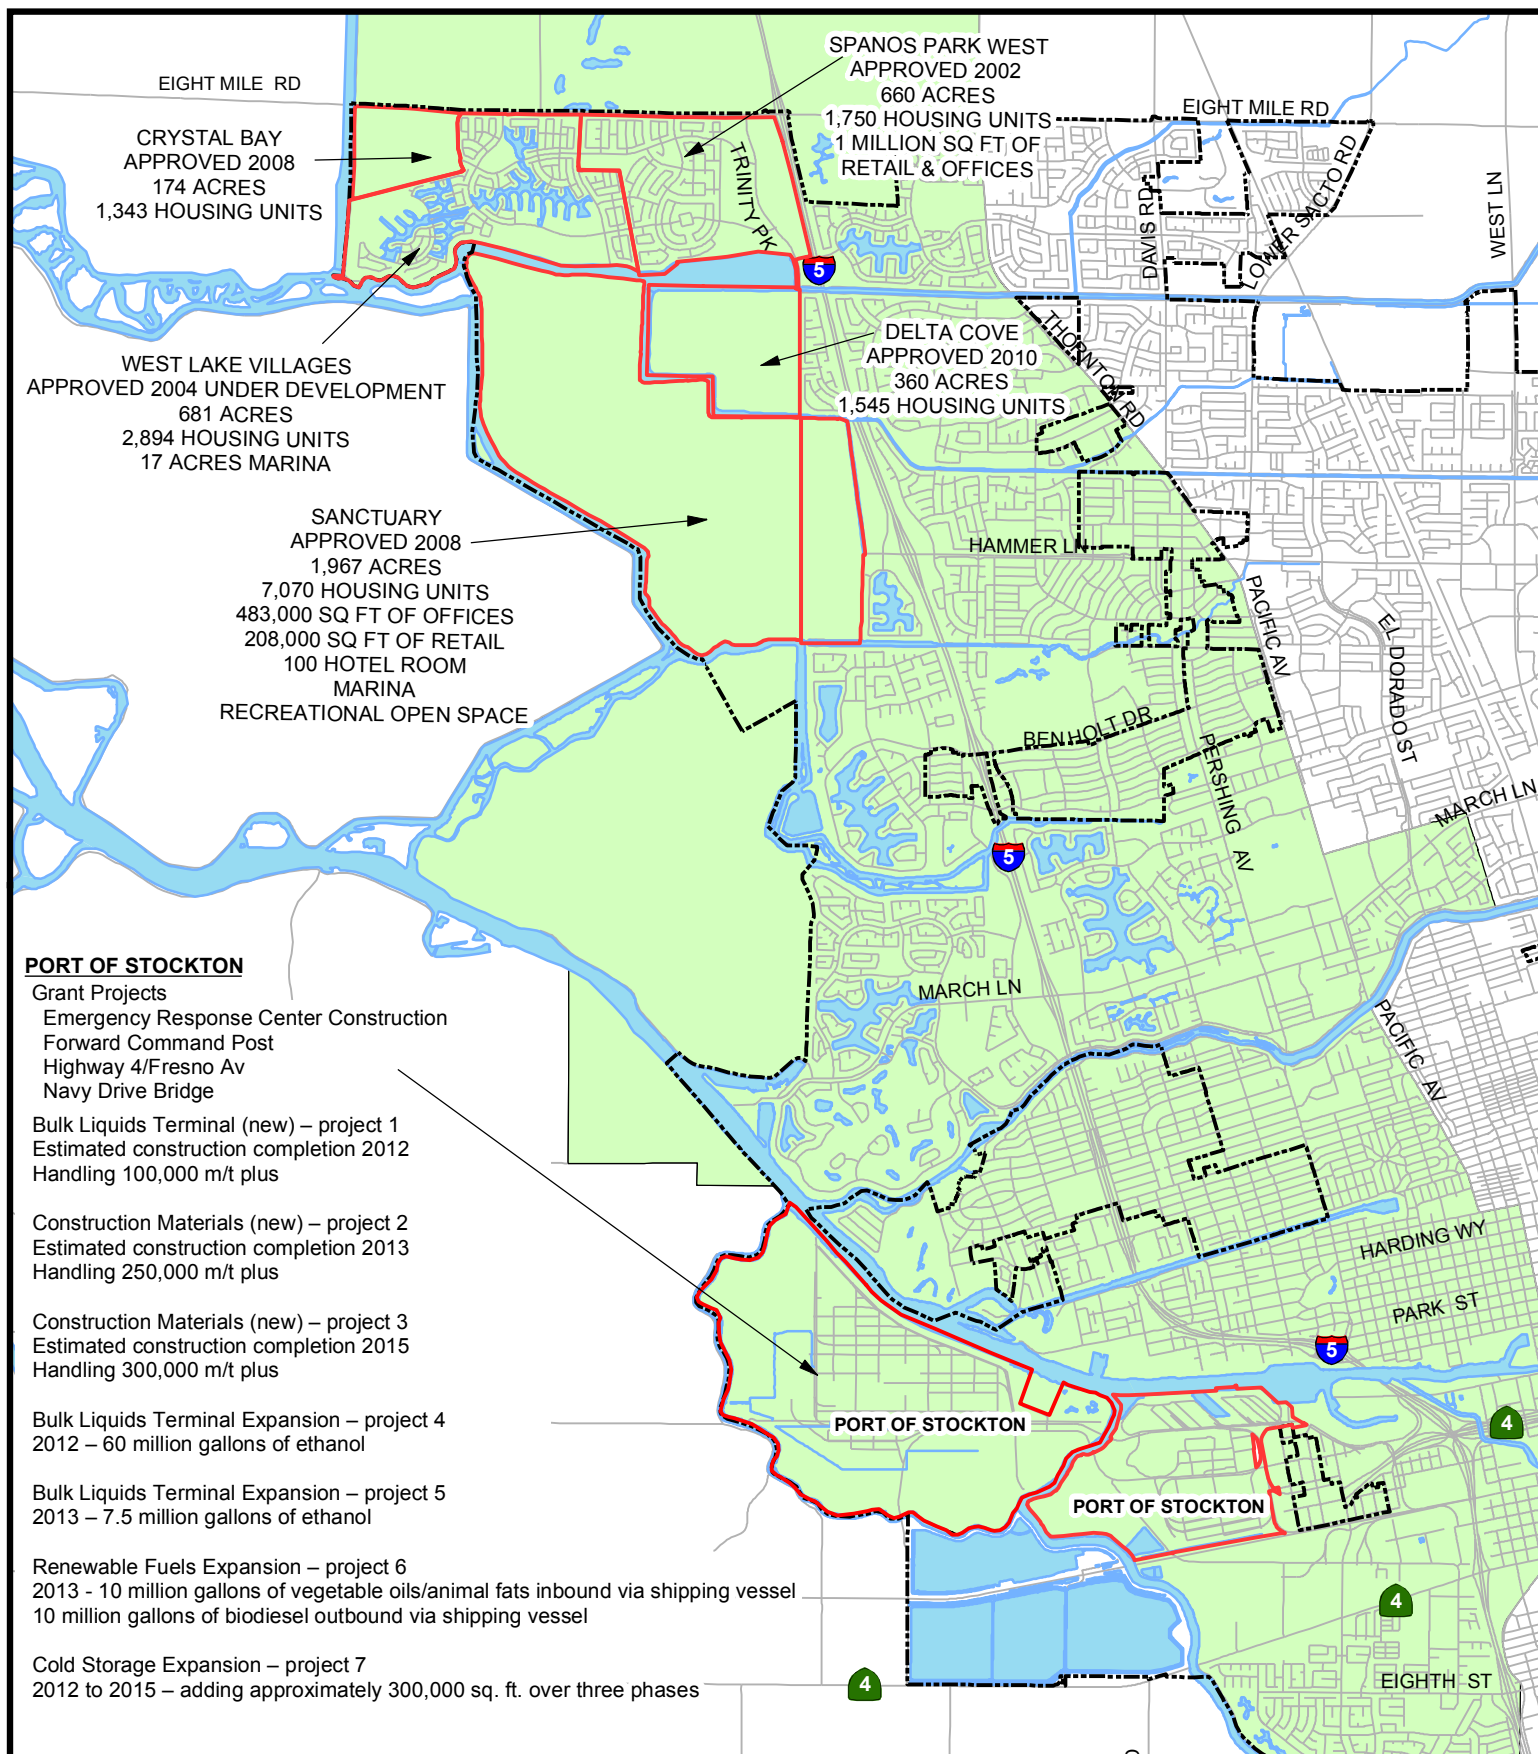 SPANOS PARK WEST
APPROVED 2002
660 ACRES
1,750 HOUSING UNITS
1 MILLION SQ FT OF
RETAIL & OFFICES
EIGHT MILE RD
EIGHT MILE RD
CRYSTAL BAY
APPROVED 2008
174 ACRES
1,343 HOUSING UNITS
TRINITY PK
DAVIS RD
LOWER SACTO RD
WEST LN
5
WEST LAKE VILLAGES
APPROVED 2004 UNDER DEVELOPMENT
681 ACRES
2,894 HOUSING UNITS
17 ACRES MARINA
DELTA COVE
APPROVED 2010
360 ACRES
1,545 HOUSING UNITS
THORNTON RD
SANCTUARY
APPROVED 2008
1,967 ACRES
7,070 HOUSING UNITS
483,000 SQ FT OF OFFICES
208,000 SQ FT OF RETAIL
100 HOTEL ROOM
MARINA
RECREATIONAL OPEN SPACE
HAMMER LN
PACIFIC AV
EL DORADO ST
BEN HOLT DR
PERSHING AV
MARCH LN
5
MARCH LN
PACIFIC AV
PORT OF STOCKTON
Grant Projects
Emergency Response Center Construction
Forward Command Post
Highway 4/Fresno Av
Navy Drive Bridge
Bulk Liquids Terminal (new) – project 1
Estimated construction completion 2012
Handling 100,000 m/t plus
Construction Materials (new) – project 2
Estimated construction completion 2013
Handling 250,000 m/t plus
Construction Materials (new) – project 3
Estimated construction completion 2015
Handling 300,000 m/t plus
Bulk Liquids Terminal Expansion – project 4
2012 – 60 million gallons of ethanol
Bulk Liquids Terminal Expansion – project 5
2013 – 7.5 million gallons of ethanol
Renewable Fuels Expansion – project 6
2013 - 10 million gallons of vegetable oils/animal fats inbound via shipping vessel
10 million gallons of biodiesel outbound via shipping vessel
Cold Storage Expansion – project 7
2012 to 2015 – adding approximately 300,000 sq. ft. over three phases
HARDING WY
PARK ST
5
PORT OF STOCKTON
4
PORT OF STOCKTON
4
4
EIGHTH ST